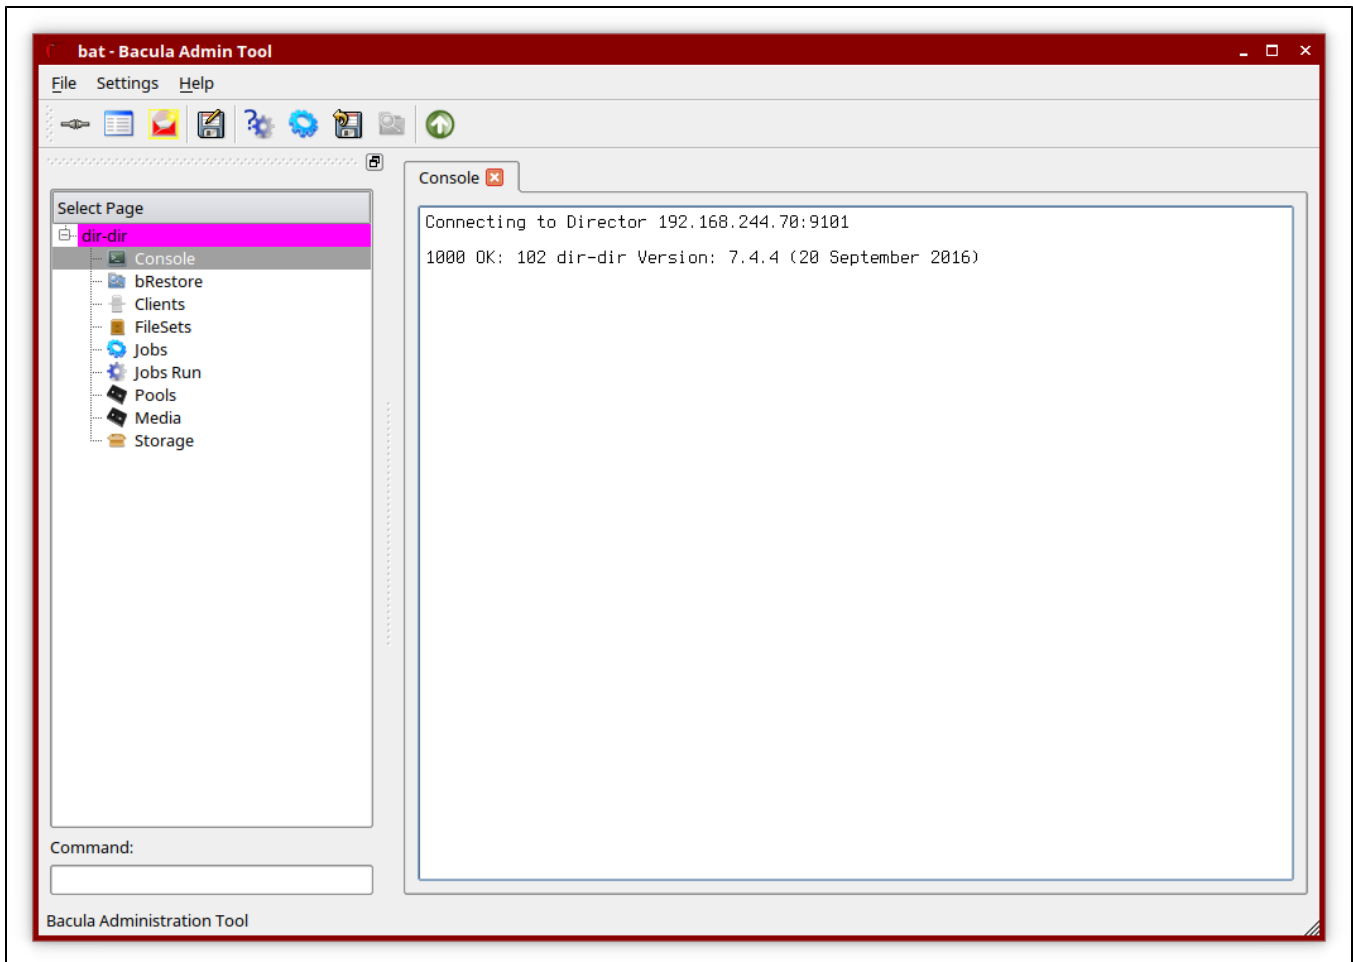 bat - Bacula Admin Tool
File Settings Help
Console
Select Page
dir-dir
Console
bRestore
Clients
FileSets
Jobs
Jobs Run
Pools
Media
Storage
Connecting to Director 192.168.244.70:9101
1000 OK: 102 dir-dir Version: 7.4.4 (20 September 2016)
Command:
Bacula Administration Tool